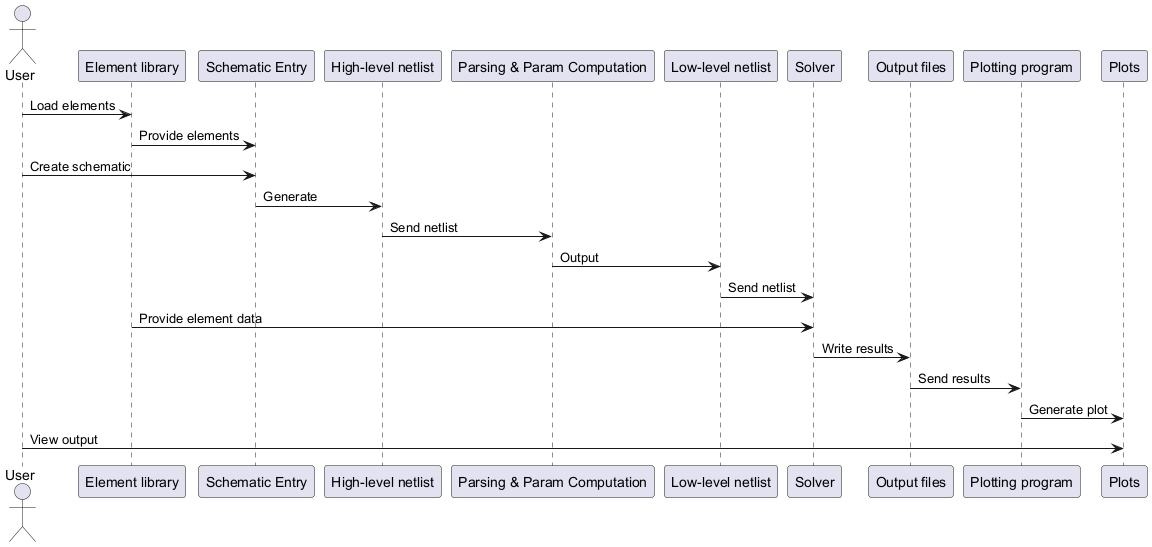 User
Element library
Schematic Entry
High-level netlist
Parsing & Param Computation
Low-level netlist
Solver
Output files
Plotting program
Plots
Load elements
Provide elements
Create schematic
Generate
Send netlist
Output
Send netlist
Provide element data
Write results
Send results
Generate plot
View output
User
Element library
Schematic Entry
High-level netlist
Parsing & Param Computation
Low-level netlist
Solver
Output files
Plotting program
Plots